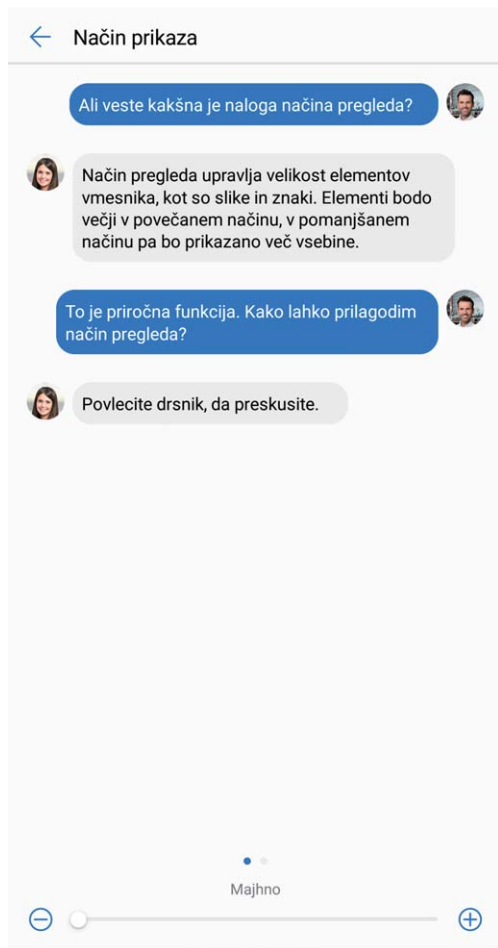 Način prikaza
Ali veste kakšna je naloga načina pregleda?
Način pregleda upravlja velikost elementov
vmesnika, kot so slike in znaki. Elementi bodo
večji v povečanem načinu, v pomanjšanem
načinu pa bo prikazano več vsebine.
To je priročna funkcija. Kako lahko prilagodim
način pregleda?
Povlecite drsnik, da preskusite.
Majhno